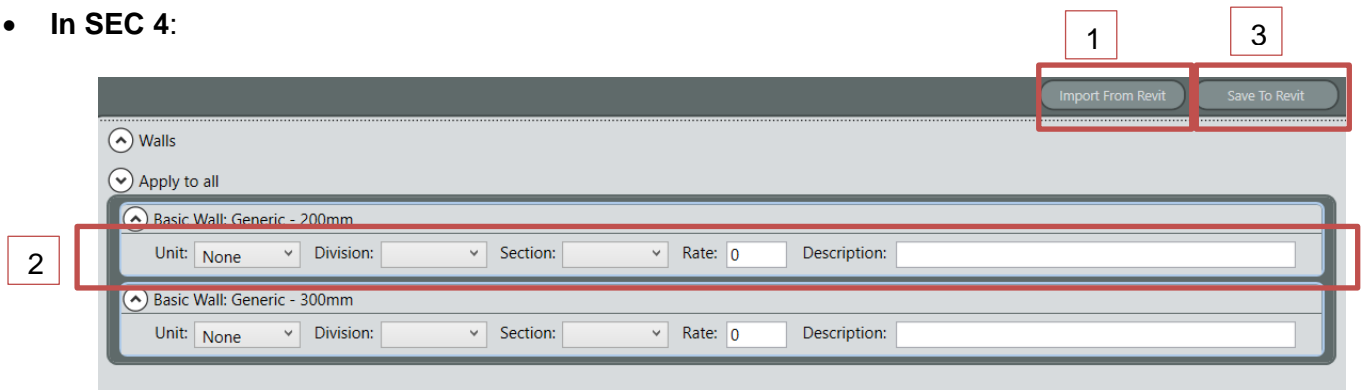 • In SEC 4:
1 3
Import From Revit Save To Revit
Walls
Apply to all
Basic Wall: Generic - 200mm
2 Unit: None Division: Section: Rate: 0 Description:
Basic Wall: Generic - 300mm
Unit: None Division: Section: Rate: 0 Description: